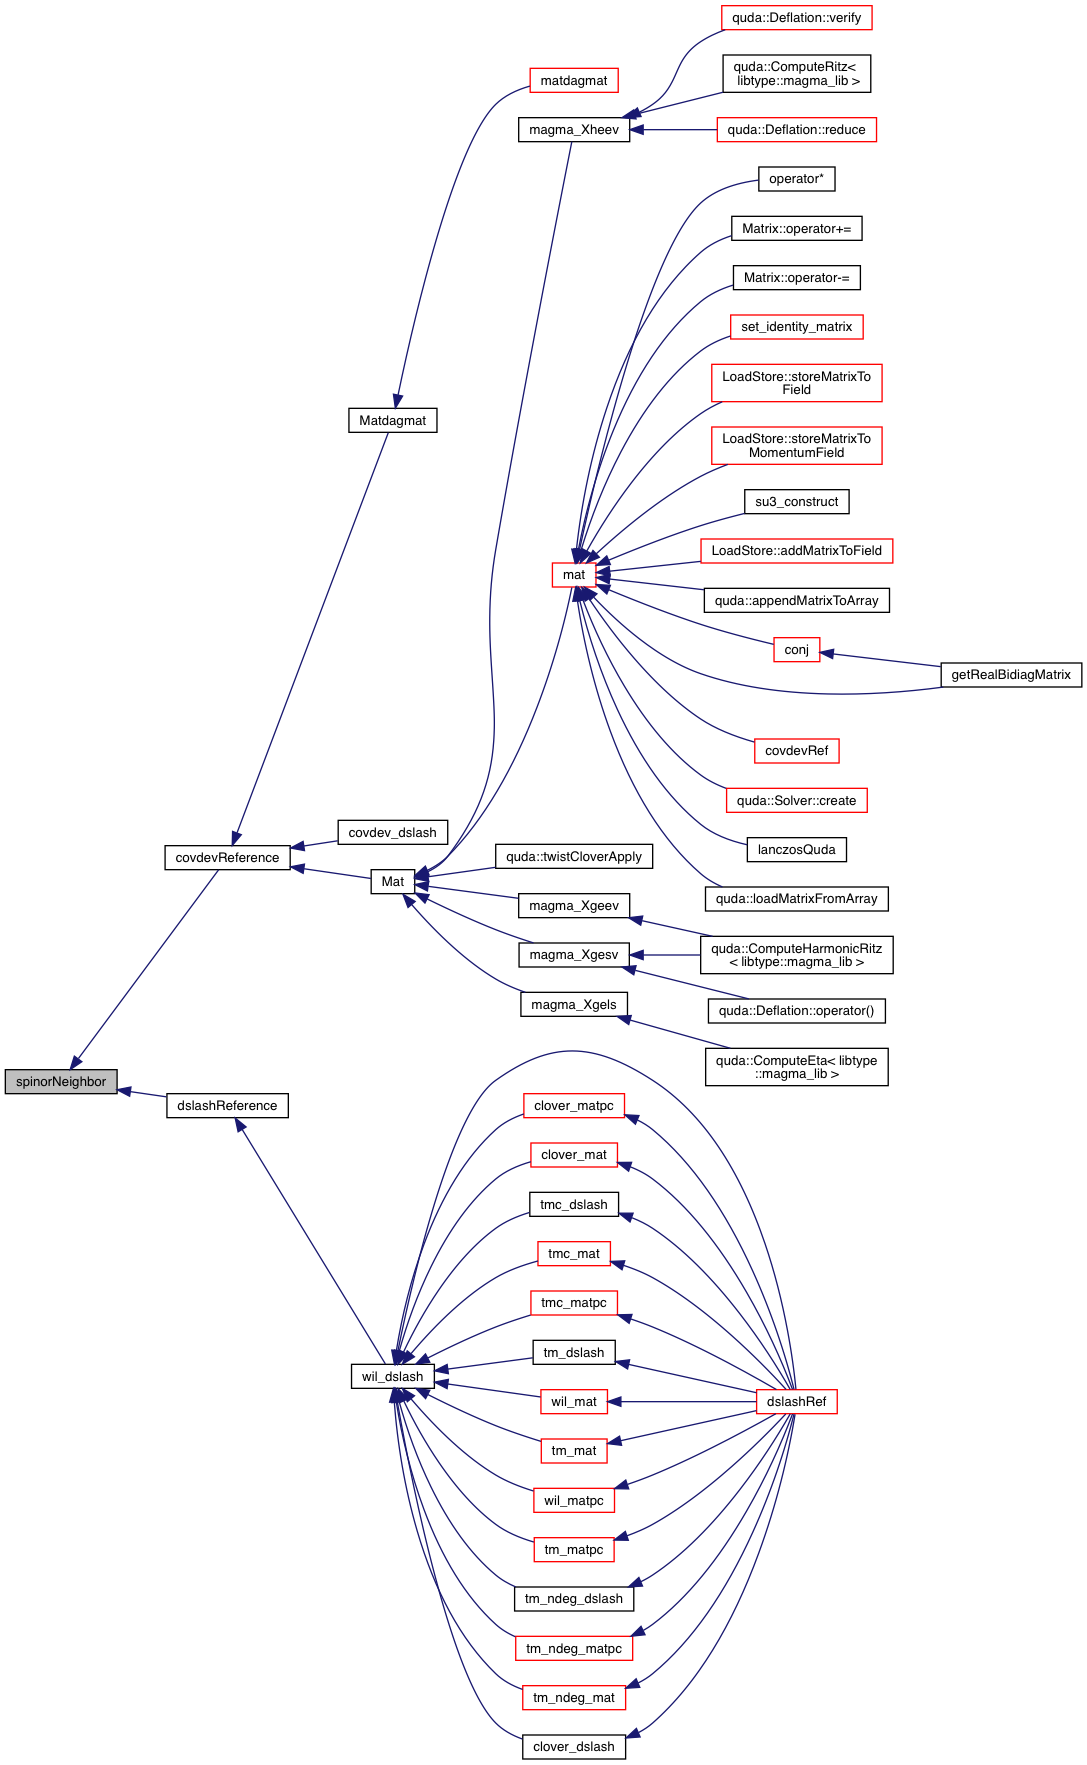 quda::Deflation::verify
quda::ComputeRitz<
libtype::magma_lib >
matdagmat
magma_Xheev
quda::Deflation::reduce
operator*
Matrix::operator+=
Matrix::operator-=
set_identity_matrix
LoadStore::storeMatrixTo
Field
Matdagmat
LoadStore::storeMatrixTo
MomentumField
su3_construct
LoadStore::addMatrixToField
mat
quda::appendMatrixToArray
conj
getRealBidiagMatrix
covdevRef
quda::Solver::create
covdev_dslash
lanczosQuda
covdevReference
quda::twistCloverApply
Mat
quda::loadMatrixFromArray
magma_Xgeev
quda::ComputeHarmonicRitz
< libtype::magma_lib >
magma_Xgesv
magma_Xgels
quda::Deflation::operator()
quda::ComputeEta< libtype
::magma_lib >
spinorNeighbor
dslashReference
clover_matpc
clover_mat
tmc_dslash
tmc_mat
tmc_matpc
tm_dslash
wil_dslash
wil_mat
dslashRef
tm_mat
wil_matpc
tm_matpc
tm_ndeg_dslash
tm_ndeg_matpc
tm_ndeg_mat
clover_dslash